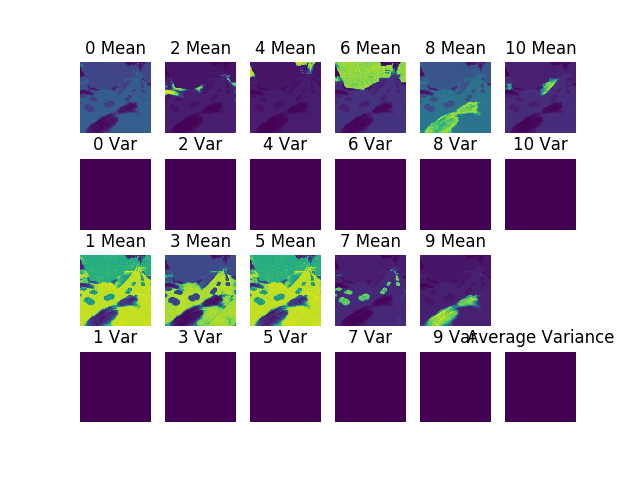 0 Mean 2 Mean 4 Mean 6 Mean 8 Mean 10 Mean
0 Var 2 Var 4 Var 6 Var 8 Var 10 Var
1 Mean 3 Mean 5 Mean 7 Mean 9 Mean
1 Var 3 Var 5 Var 7 Var 9 Var Average Variance